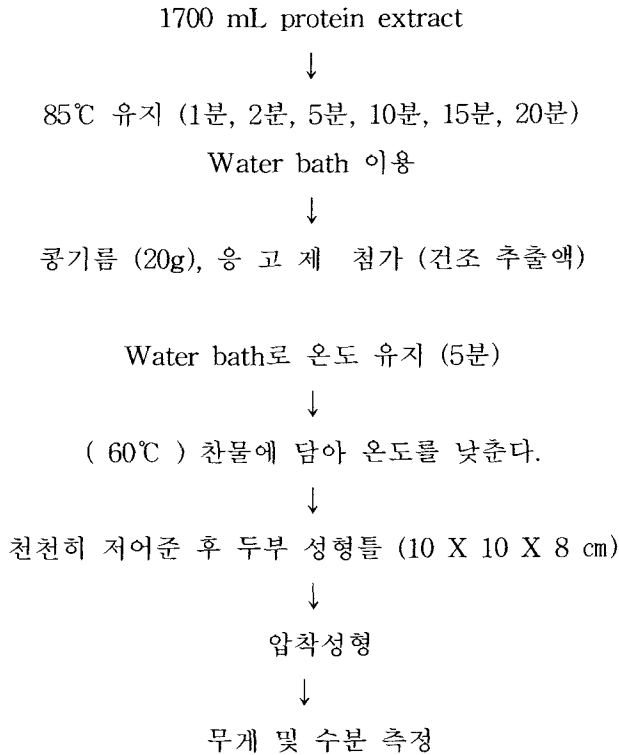 1700 mL protein extract
↓
85℃ 유지 (1분, 2분, 5분, 10분, 15분, 20분)
Water bath 이용
↓
콩기름 (20g), 응 고 제 첨가 (건조 추출액)
Water bath로 온도 유지 (5분)
↓
( 60℃ ) 찬물에 담아 온도를 낮춘다.
↓
천천히 저어준 후 두부 성형틀 (10 X 10 X 8 ㎝)
↓
압착성형
↓
무게 및 수분 측정